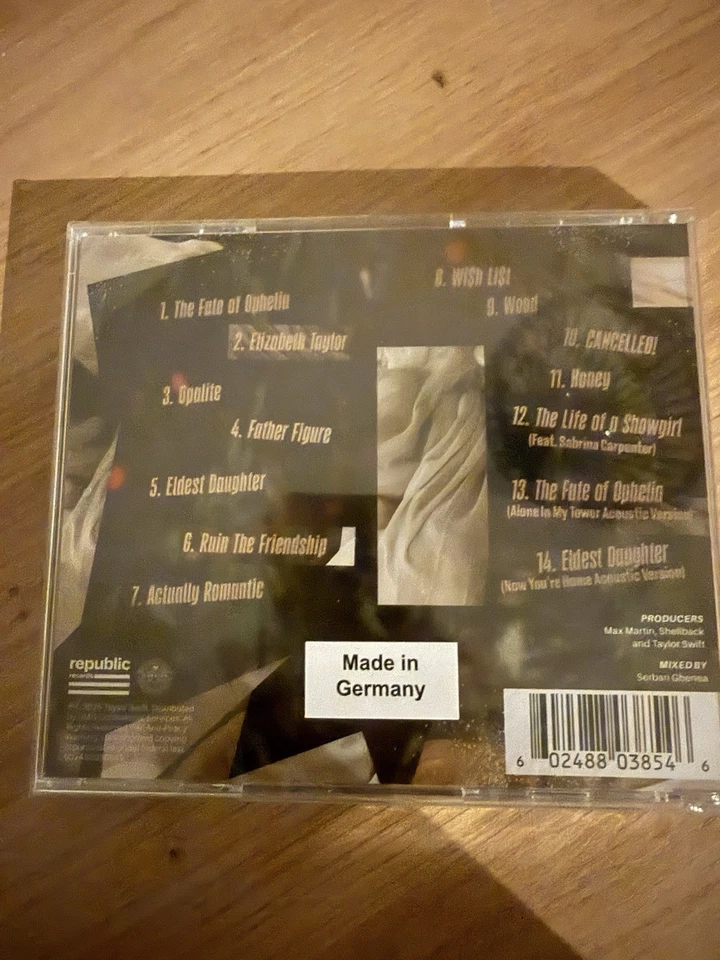 1. The Fate of Ophelia
2. Elizabeth Taylor
3. Opalite
4. Father Figure
5. Eldest Daughter
6. Ruin The Friendship
7. Actually Romantic
8. WI$H LI$T
9. Wood
10. CANCELLED!
11. Honey
12. The Life of a Showgirl
(Feat. Sabrina Carpenter)
13. The Fate of Ophelia
(Alone In My Tower Acoustic Version)
14. Eldest Daughter
(Now You're Home Acoustic Version)
PRODUCERS
Max Martin, Shellback
and Taylor Swift
MIXED BY
Serban Ghenea
republic
records
Made in
Germany
6 02488 03854 6